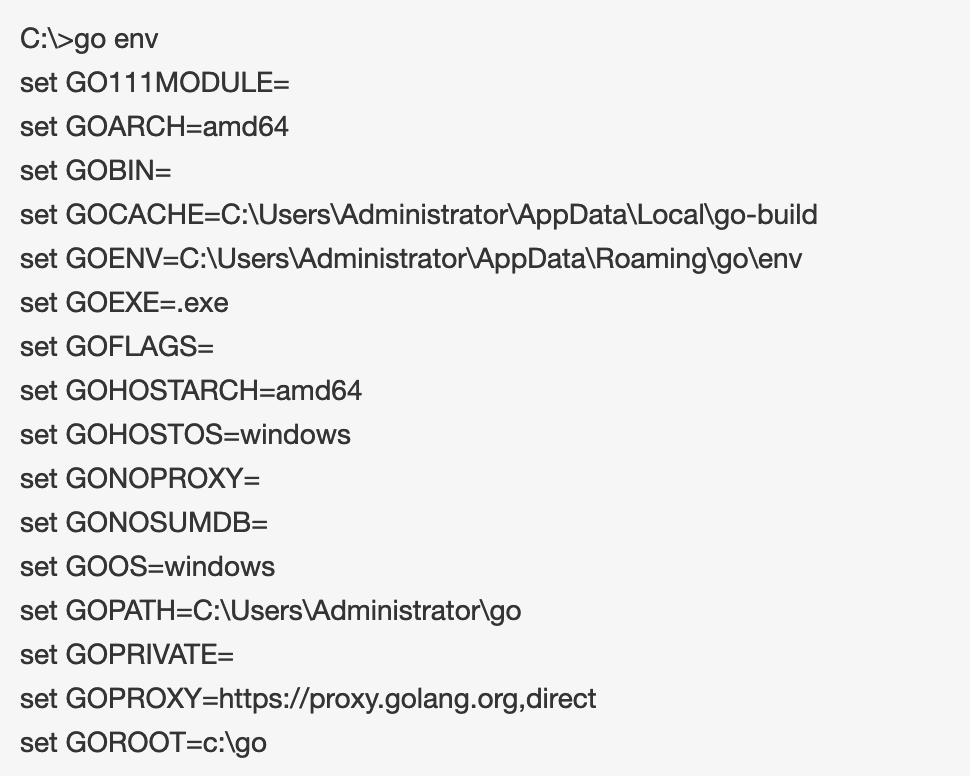 C:\>go env
set GO111MODULE=
set GOARCH=amd64
set GOBIN=
set GOCACHE=C:\Users\Administrator\AppData\Local\go-build
set GOENV=C:\Users\Administrator\AppData\Roaming\go\env
set GOEXE=.exe
set GOFLAGS=
set GOHOSTARCH=amd64
set GOHOSTOS=windows
set GONOPROXY=
set GONOSUMDB=
set GOOS=windows
set GOPATH=C:\Users\Administrator\go
set GOPRIVATE=
set GOPROXY=https://proxy.golang.org,direct
set GOROOT=c:\go